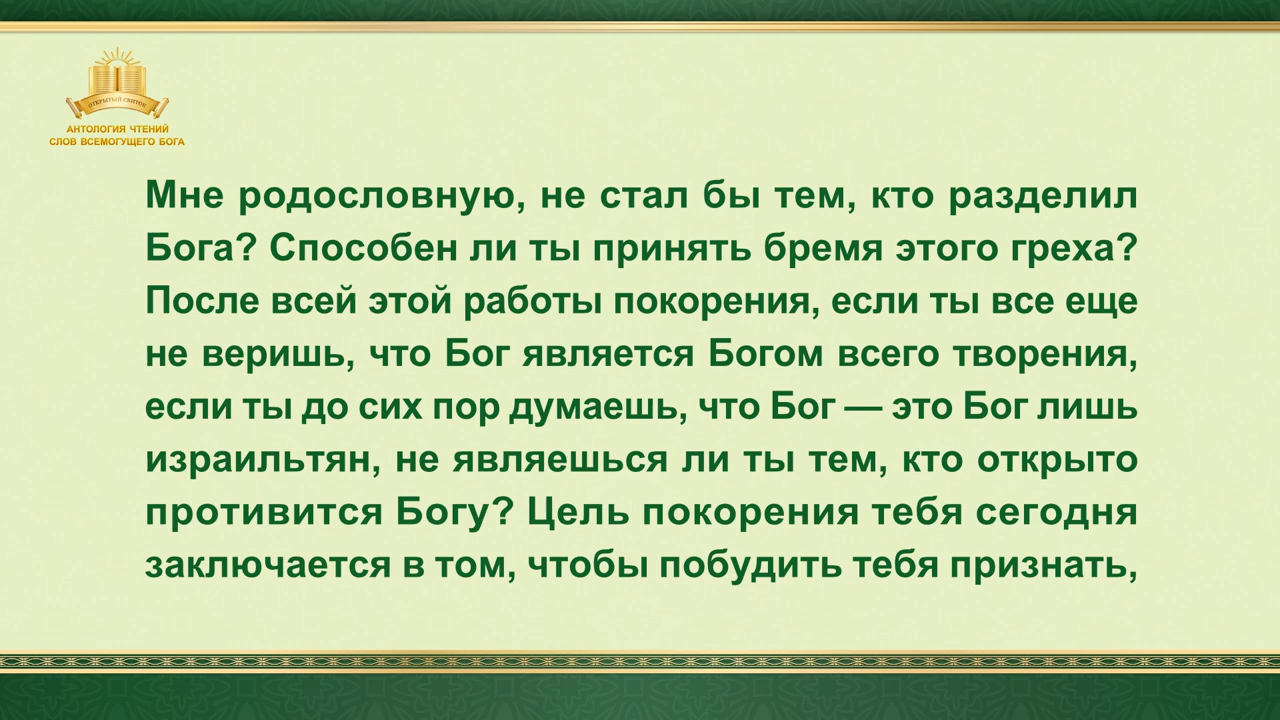 ОТКРЫТЫЙ СВИТОК
АНТОЛОГИЯ ЧТЕНИЙ
СЛОВ ВСЕМОГУЩЕГО БОГА
Мне родословную, не стал бы тем, кто разделил
Бога? Способен ли ты принять бремя этого греха?
После всей этой работы покорения, если ты все еще
не веришь, что Бог является Богом всего творения,
если ты до сих пор думаешь, что Бог — это Бог лишь
израильтян, не являешься ли ты тем, кто открыто
противится Богу? Цель покорения тебя сегодня
заключается в том, чтобы побудить тебя признать,